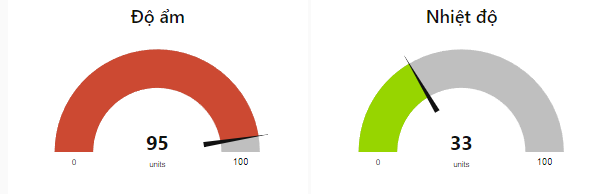 Độ ẩm
95
units
0
100
Nhiệt độ
33
units
0
100